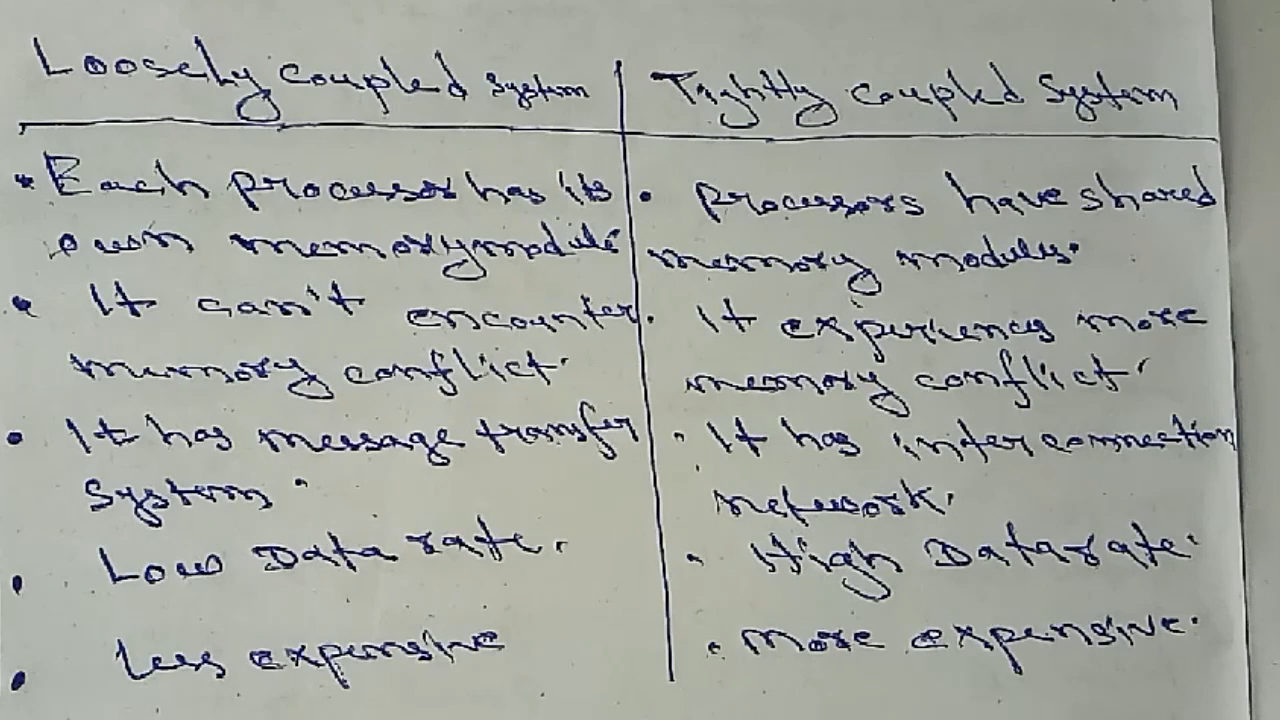 Loosely coupled system
Tightly coupled System
• Each processor has its
own memory module
• It can't encounter
memory conflict.
• It has message transfer
system.
• Low Data rate.
• less expensive
• Processors have shared
memory modules.
• It experiences more
memory conflict.
• It has interconnection
network.
• High Data rate.
• More expensive.